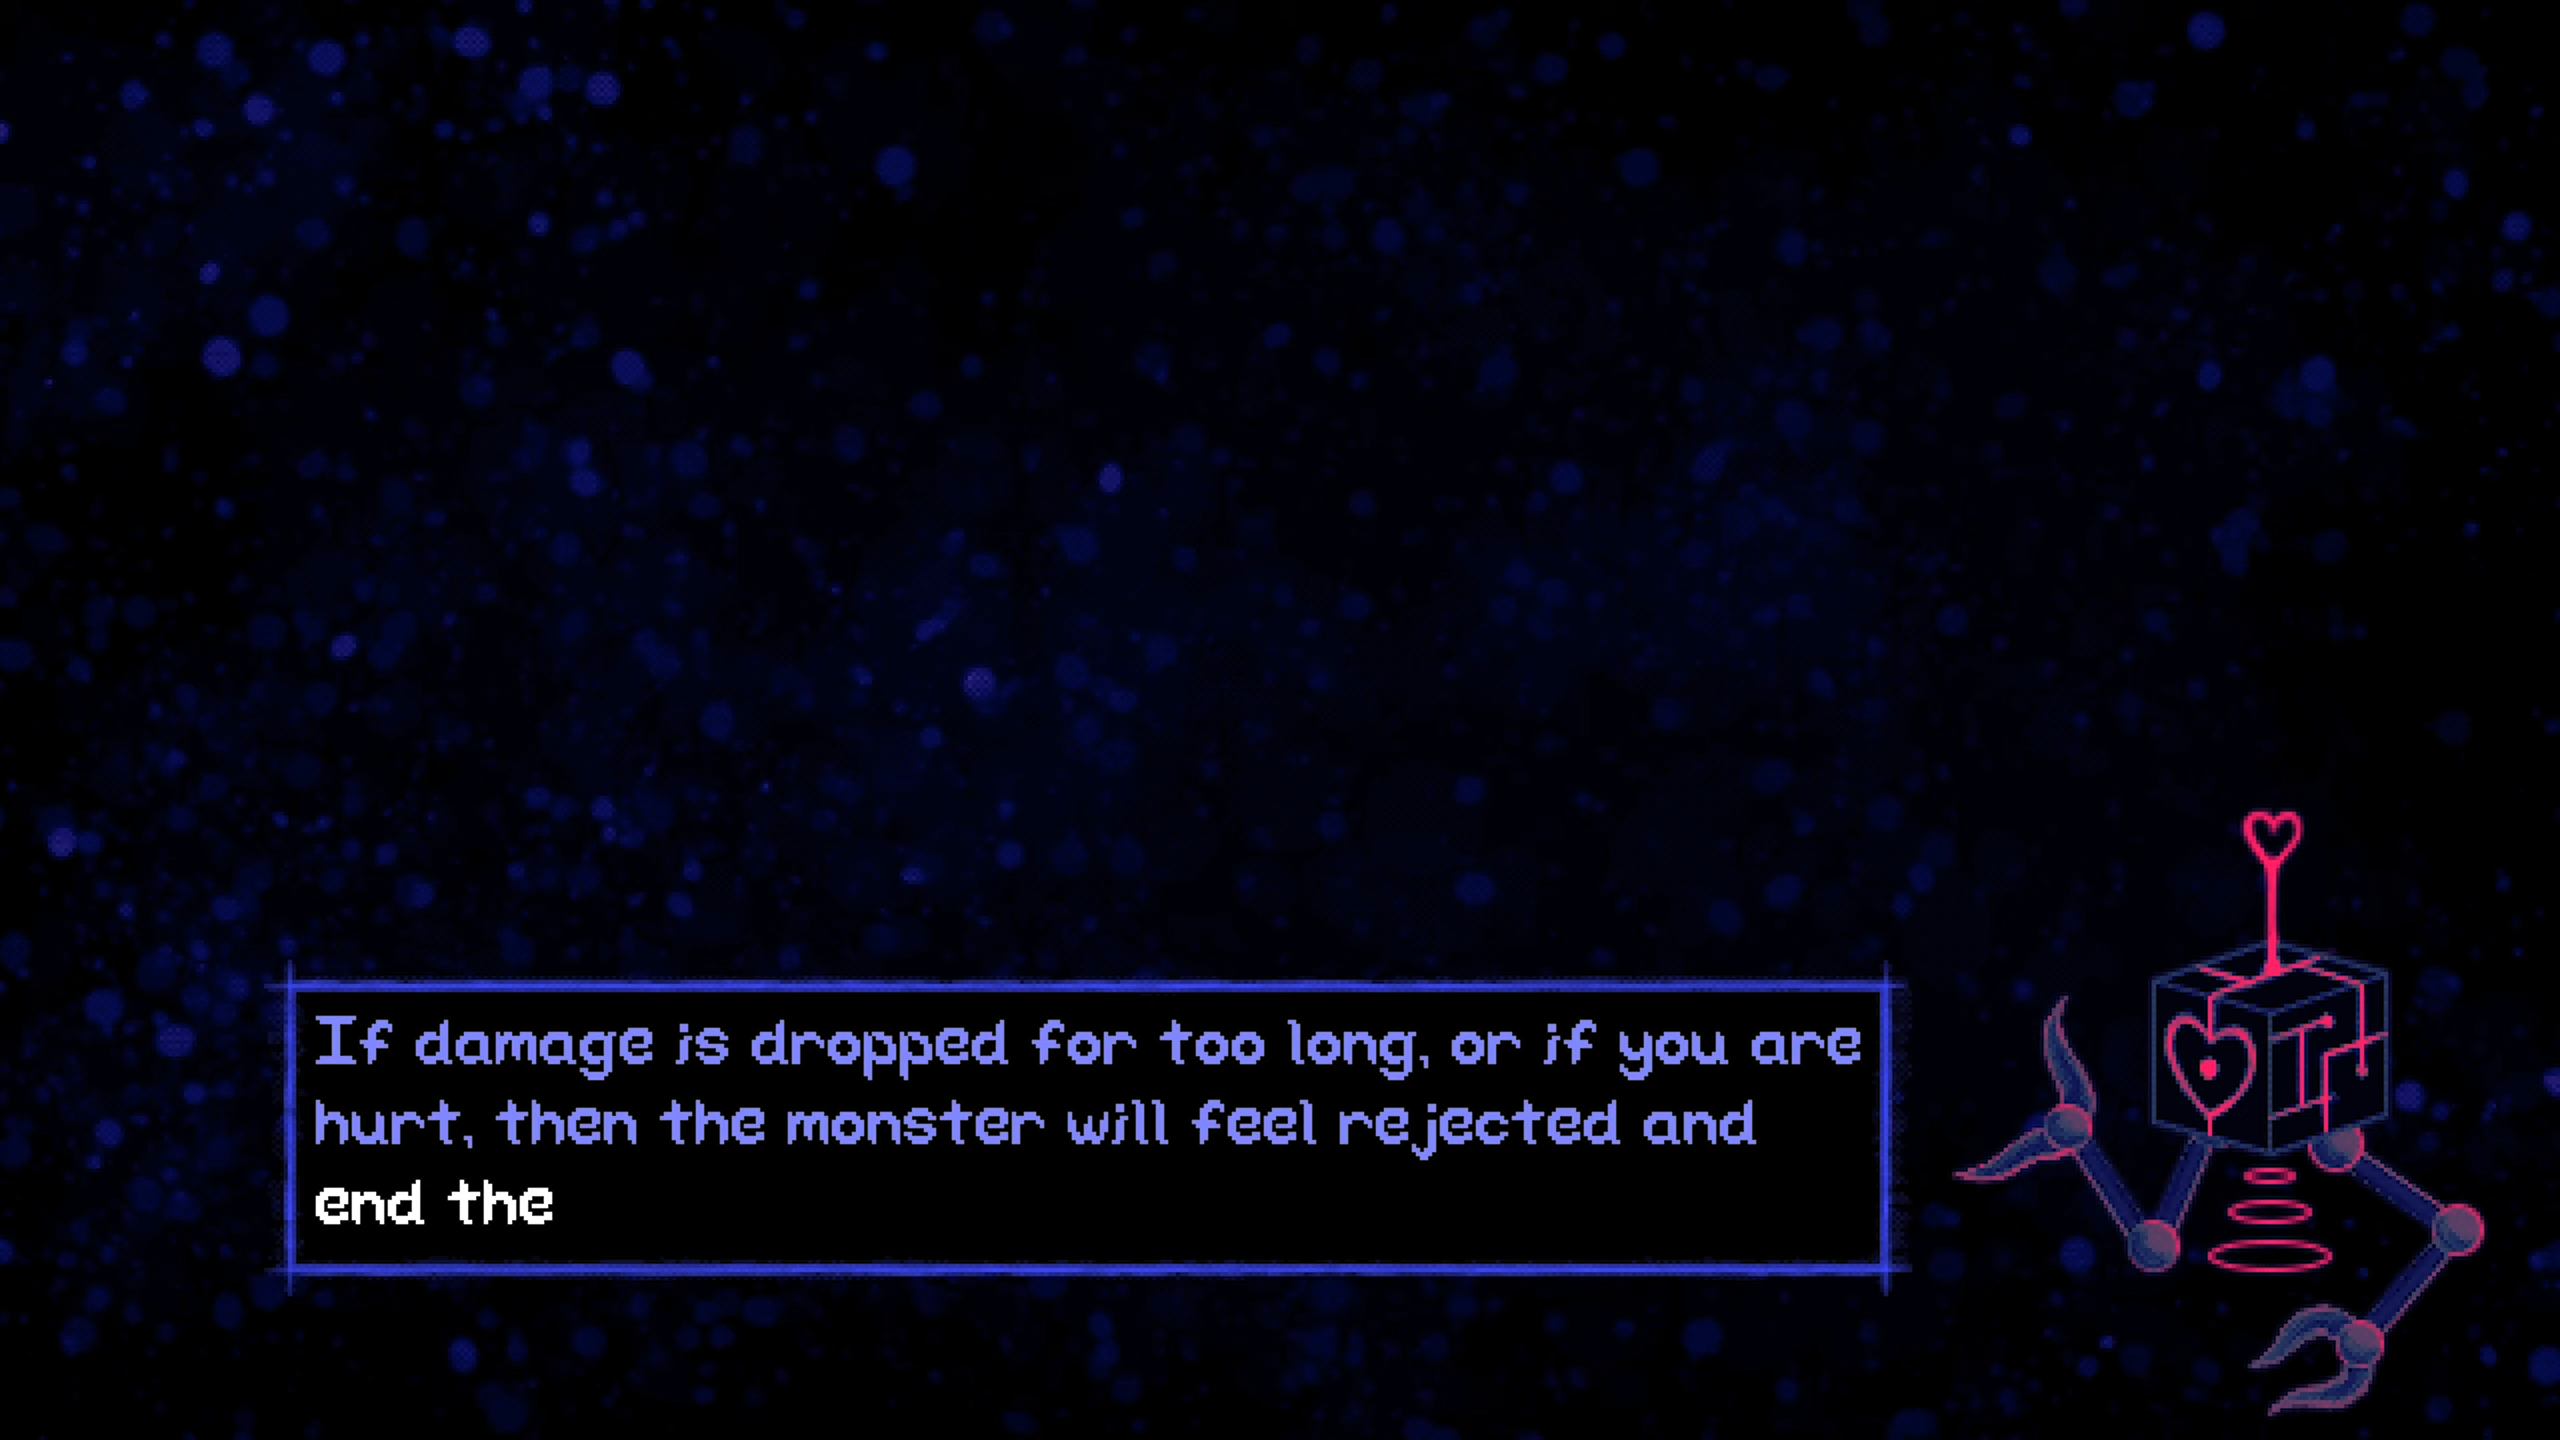 If damage is dropped for too long, or if you are
hurt, then the monster will feel rejected and
end the